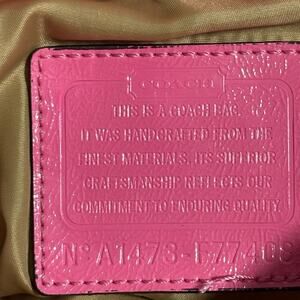 COACH
THIS IS A COACH BAG.
IT WAS HANDCRAFTED FROM THE
FINEST MATERIALS. ITS SUPERIOR
CRAFTSMANSHIP REFLECTS OUR
COMMITMENT TO ENDURING QUALITY.
Nº A1473-F77408